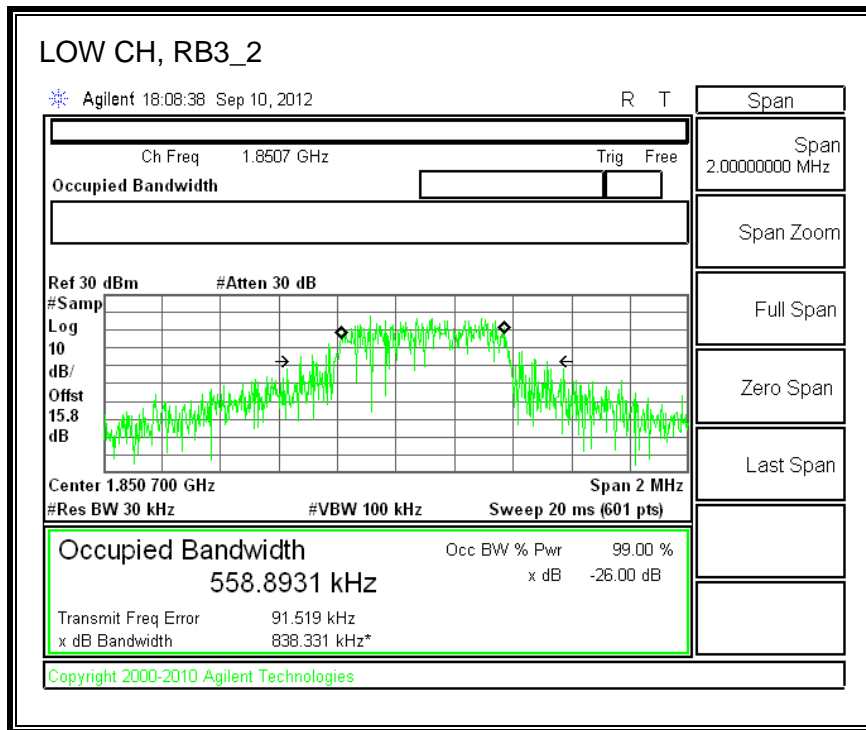 LOW CH, RB3_2
Agilent 18:08:38 Sep 10, 2012 R T
Span
Ch Freq 1.8507 GHz Trig Free
Occupied Bandwidth
Span
2.00000000 MHz
Span Zoom
Full Span
Zero Span
Last Span
Ref 30 dBm #Atten 30 dB
#Samp
Log
10
dB/
Offst
15.8
dB
Center 1.850 700 GHz Span 2 MHz
#Res BW 30 kHz #VBW 100 kHz Sweep 20 ms (601 pts)
Occupied Bandwidth
558.8931 kHz
Occ BW % Pwr 99.00 %
x dB -26.00 dB
Transmit Freq Error 91.519 kHz
x dB Bandwidth 838.331 kHz*
Copyright 2000-2010 Agilent Technologies